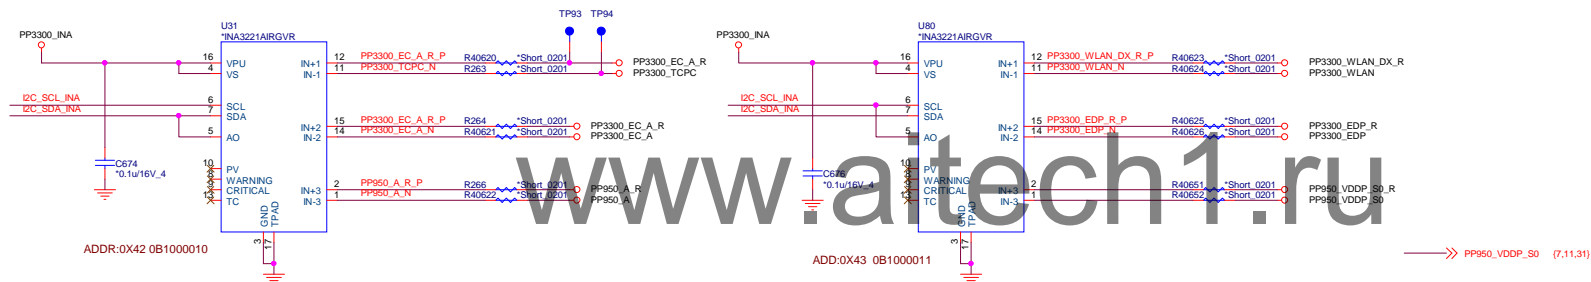 TP93 TP94
U31
*INA3221AIRGVR
PP3300_INA
16 VPU
4 VS
6 SCL
7 SDA
5 AO
10 PV
WARNING
CRITICAL
13 TC
I2C_SCL_INA
I2C_SDA_INA
C674
*0.1u/16V_4
GND
TPAD
3
17
IN+1 12 PP3300_EC_A_R_P R40620 *Short_0201 PP3300_EC_A_R
IN-1 11 PP3300_TCPC_N R263 *Short_0201 PP3300_TCPC
IN+2 15 PP3300_EC_A_R_P R264 *Short_0201 PP3300_EC_A_R
IN-2 14 PP3300_EC_A_N R40621 *Short_0201 PP3300_EC_A
IN+3 2 PP950_A_R_P R266 *Short_0201 PP950_A_R
IN-3 1 PP950_A_N R40622 *Short_0201 PP950_A
ADDR:0X42 0B1000010
U80
*INA3221AIRGVR
PP3300_INA
16 VPU
4 VS
6 SCL
7 SDA
5 AO
10 PV
WARNING
CRITICAL
13 TC
I2C_SCL_INA
I2C_SDA_INA
C676
*0.1u/16V_4
GND
TPAD
3
17
IN+1 12 PP3300_WLAN_DX_R_P R40623 *Short_0201 PP3300_WLAN_DX_R
IN-1 11 PP3300_WLAN_N R40624 *Short_0201 PP3300_WLAN
IN+2 15 PP3300_EDP_R_P R40625 *Short_0201 PP3300_EDP_R
IN-2 14 PP3300_EDP_N R40626 *Short_0201 PP3300_EDP
IN+3 2 R40651 *Short_0201 PP950_VDDP_S0_R
IN-3 1 R40652 *Short_0201 PP950_VDDP_S0
ADD:0X43 0B1000011
PP950_VDDP_S0 {7,11,31}
www.aitech1.ru